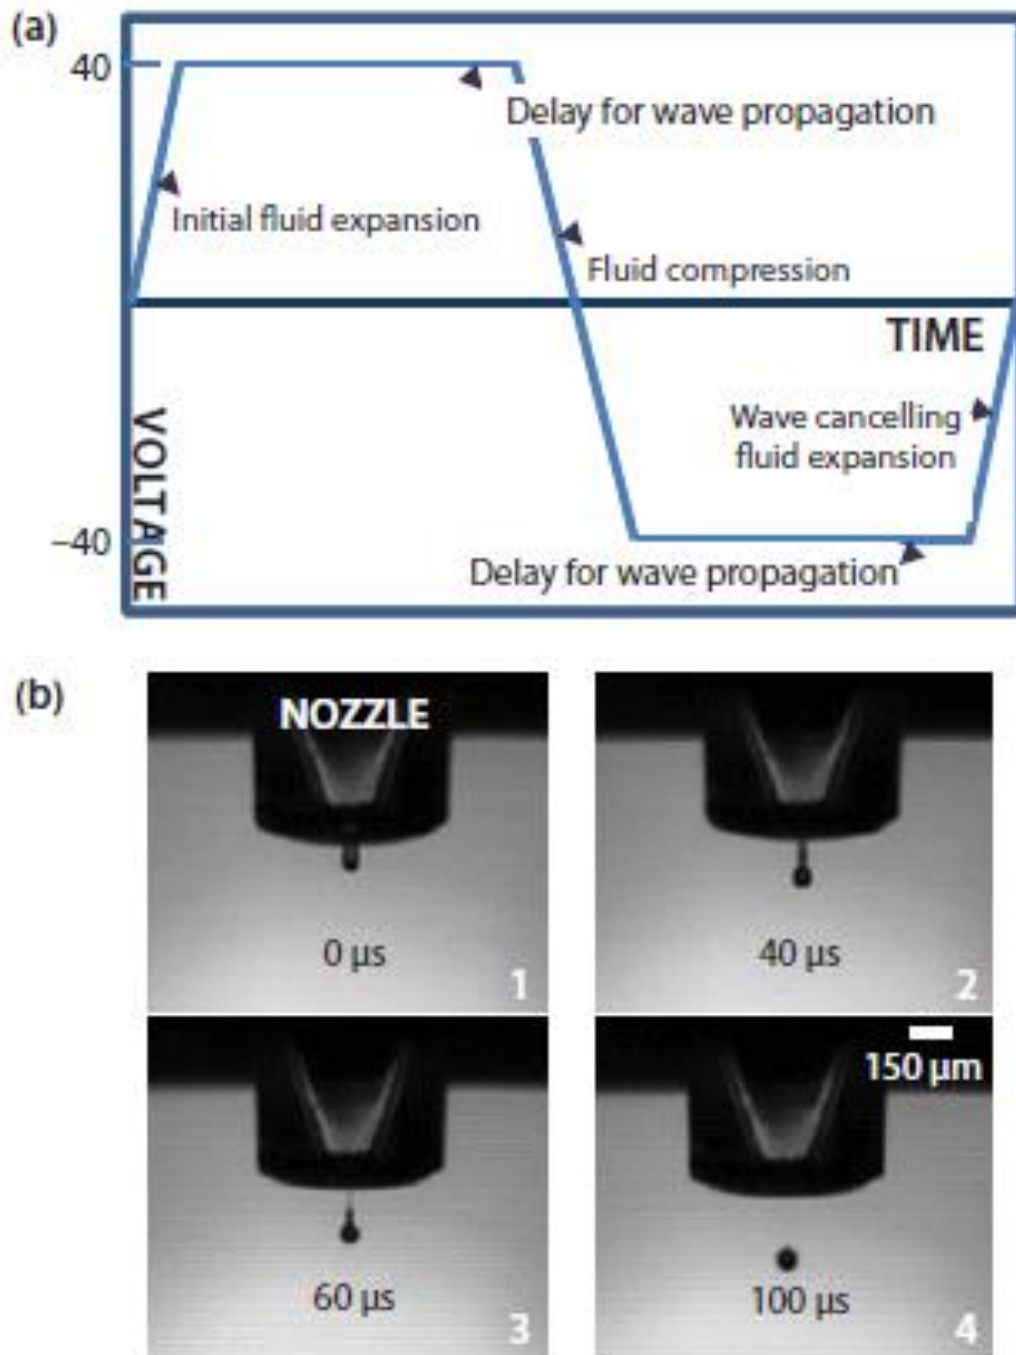 (a)
40
Delay for wave propagation
Initial fluid expansion
Fluid compression
TIME
VOLTAGE
Wave cancelling
fluid expansion
−40
Delay for wave propagation
(b)
NOZZLE
0 µs
1
40 µs
2
60 µs
3
150 µm
100 µs
4